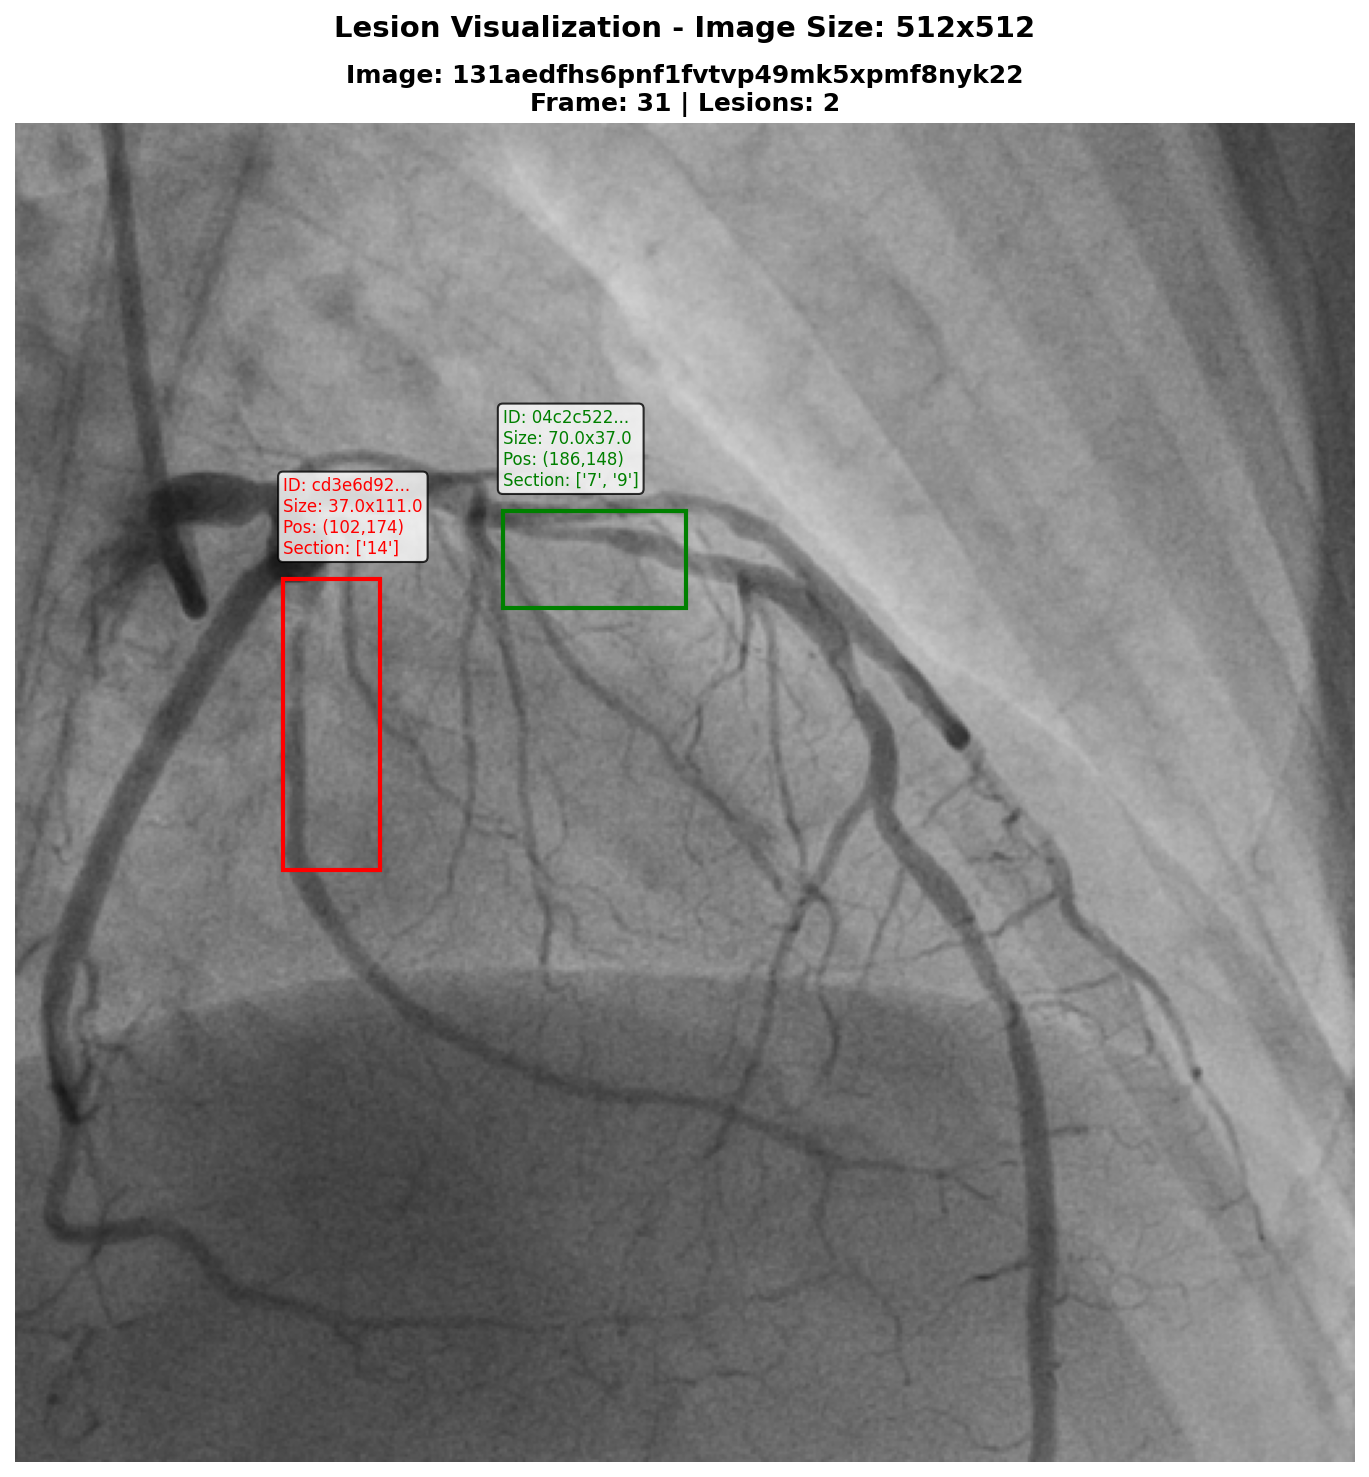 Lesion Visualization - Image Size: 512x512
Image: 131aedfhs6pnf1fvtvp49mk5xpmf8nyk22
Frame: 31 | Lesions: 2
ID: 04c2c522...
Size: 70.0x37.0
Pos: (186,148)
Section: ['7', '9']
ID: cd3e6d92...
Size: 37.0x111.0
Pos: (102,174)
Section: ['14']